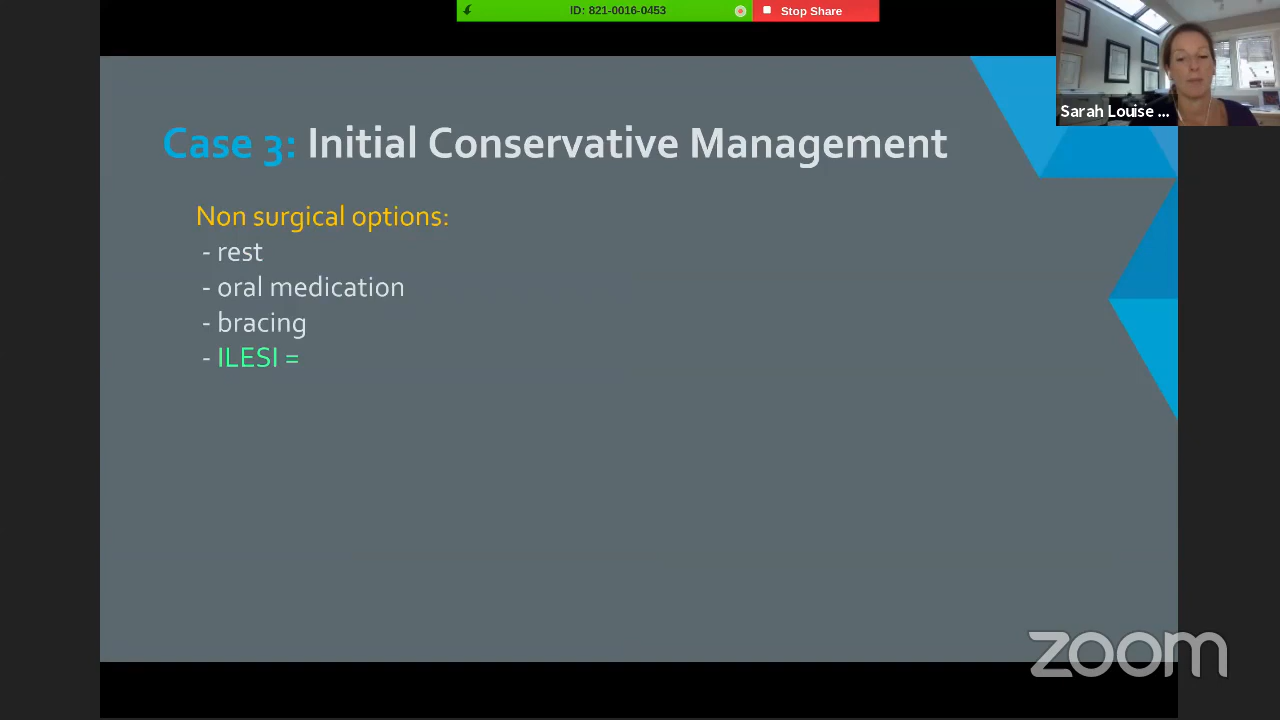 ID: 821-0016-0453
Stop Share
Sarah Louise ...
Case 3: Initial Conservative Management
Non surgical options:
- rest
- oral medication
- bracing
- ILESI =
zoom